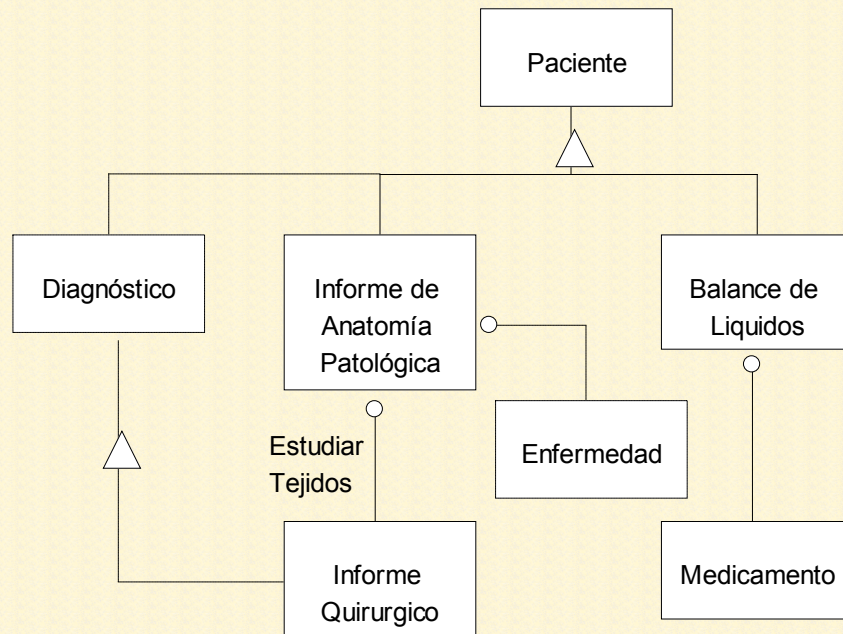 Paciente
Diagnóstico
Informe de
Anatomía
Patológica
Balance de
Liquidos
Estudiar
Tejidos
Enfermedad
Informe
Quirurgico
Medicamento